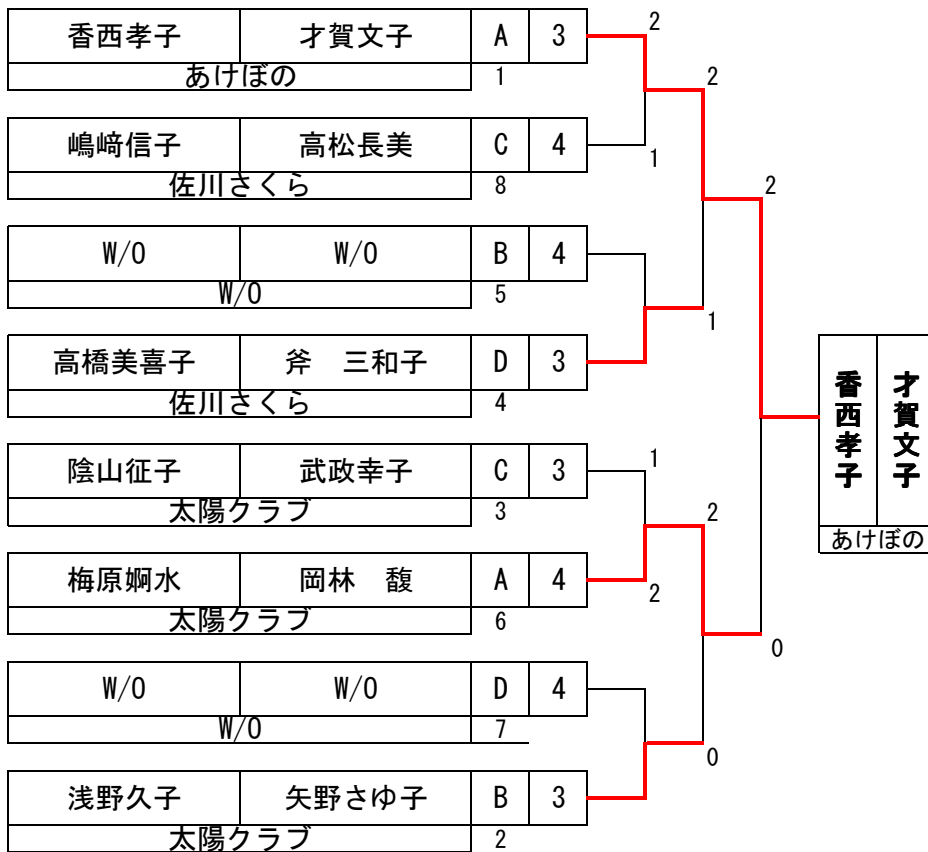 香西孝子 才賀文子 A 3
あけぼの 1
2
2
嶋﨑信子 高松長美 C 4
佐川さくら 8
1
2
W/O W/O B 4
W/O 5
1
高橋美喜子 斧 三和子 D 3
佐川さくら 4
香西孝子 才賀文子
あけぼの
陰山征子 武政幸子 C 3
太陽クラブ 3
1
2
梅原婀水 岡林 馥 A 4
太陽クラブ 6
2
0
W/O W/O D 4
W/O 7
0
浅野久子 矢野さゆ子 B 3
太陽クラブ 2